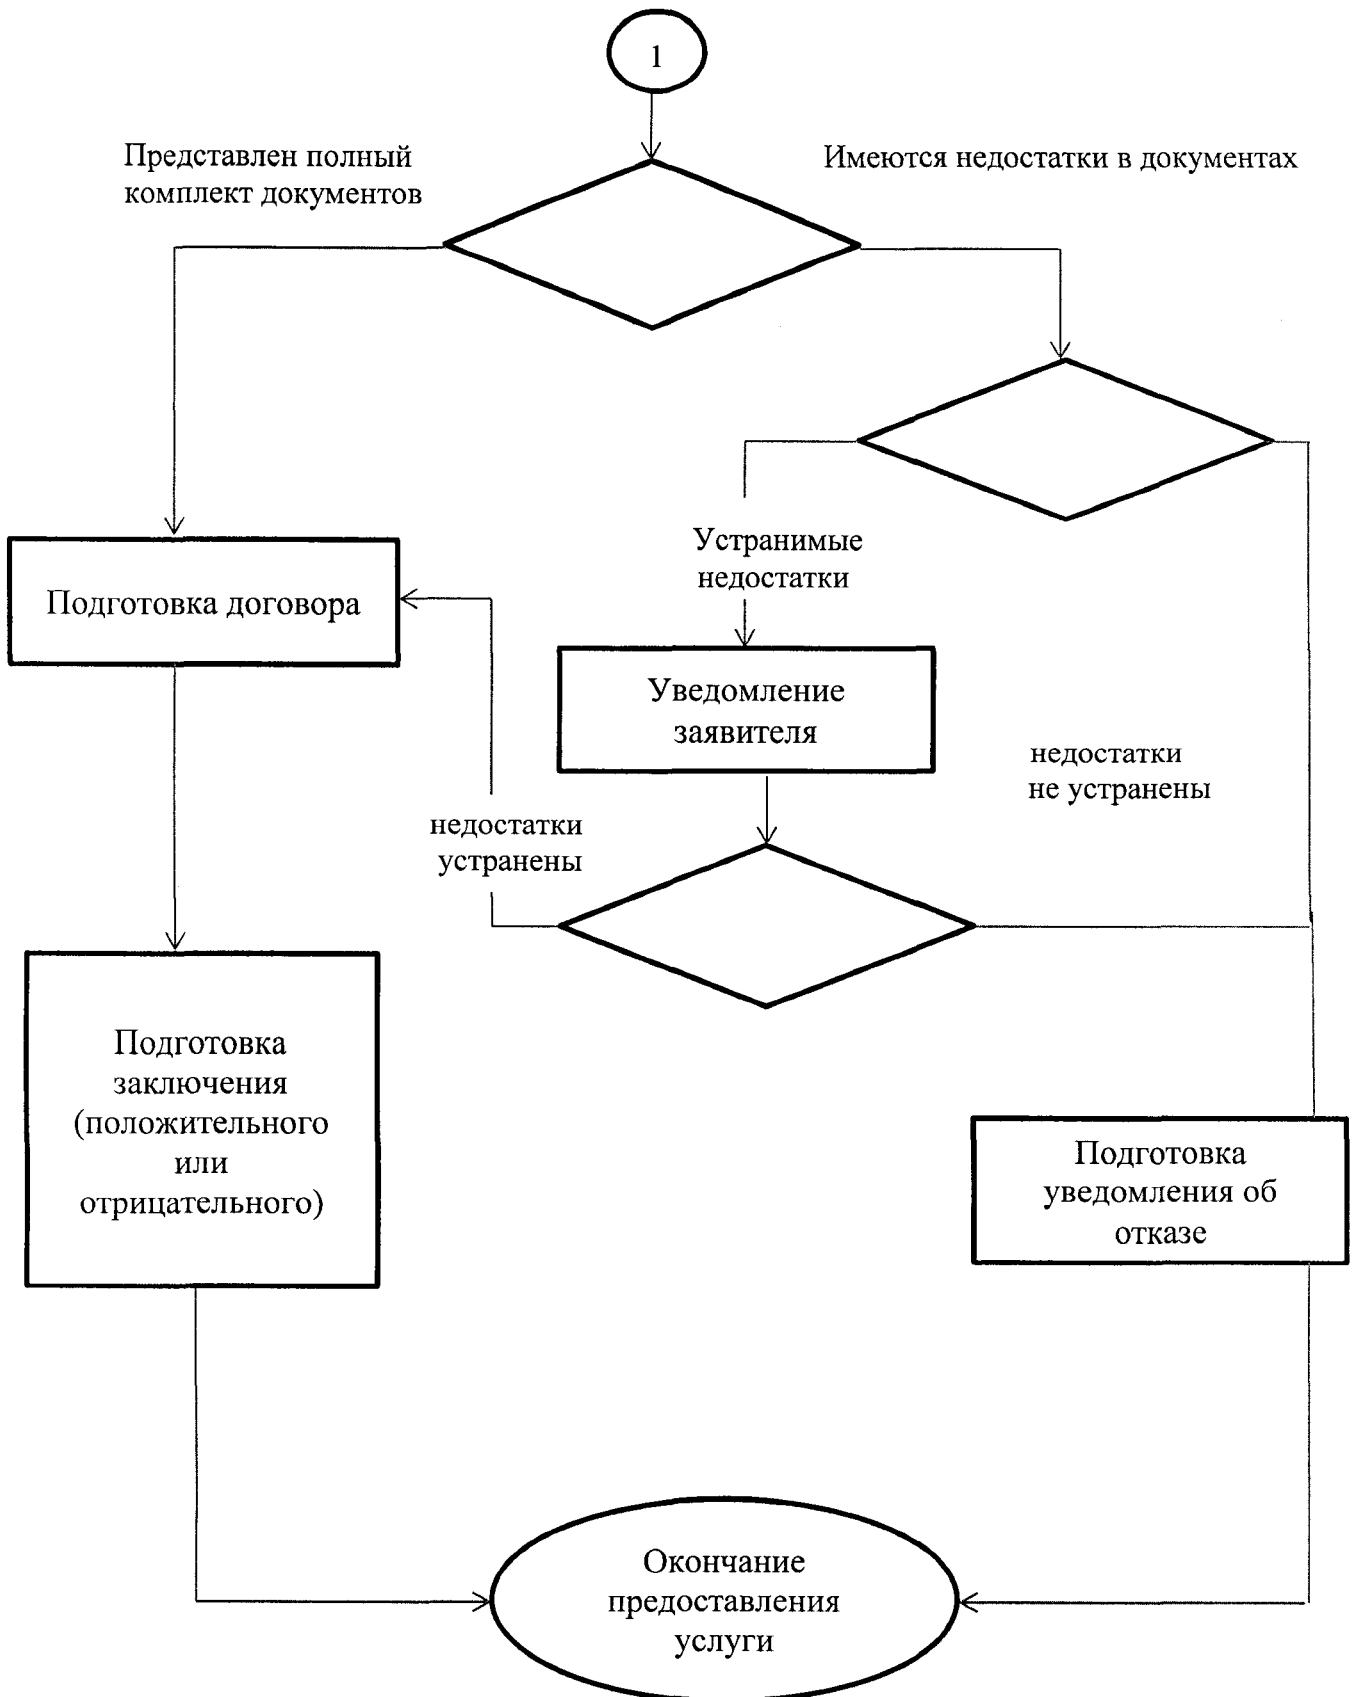 1
Представлен полный
комплект документов
Имеются недостатки в документах
Устранимые
недостатки
Подготовка договора
Уведомление
заявителя
недостатки
не устранены
недостатки
устранены
Подготовка
заключения
(положительного
или
отрицательного)
Подготовка
уведомления об
отказе
Окончание
предоставления
услуги